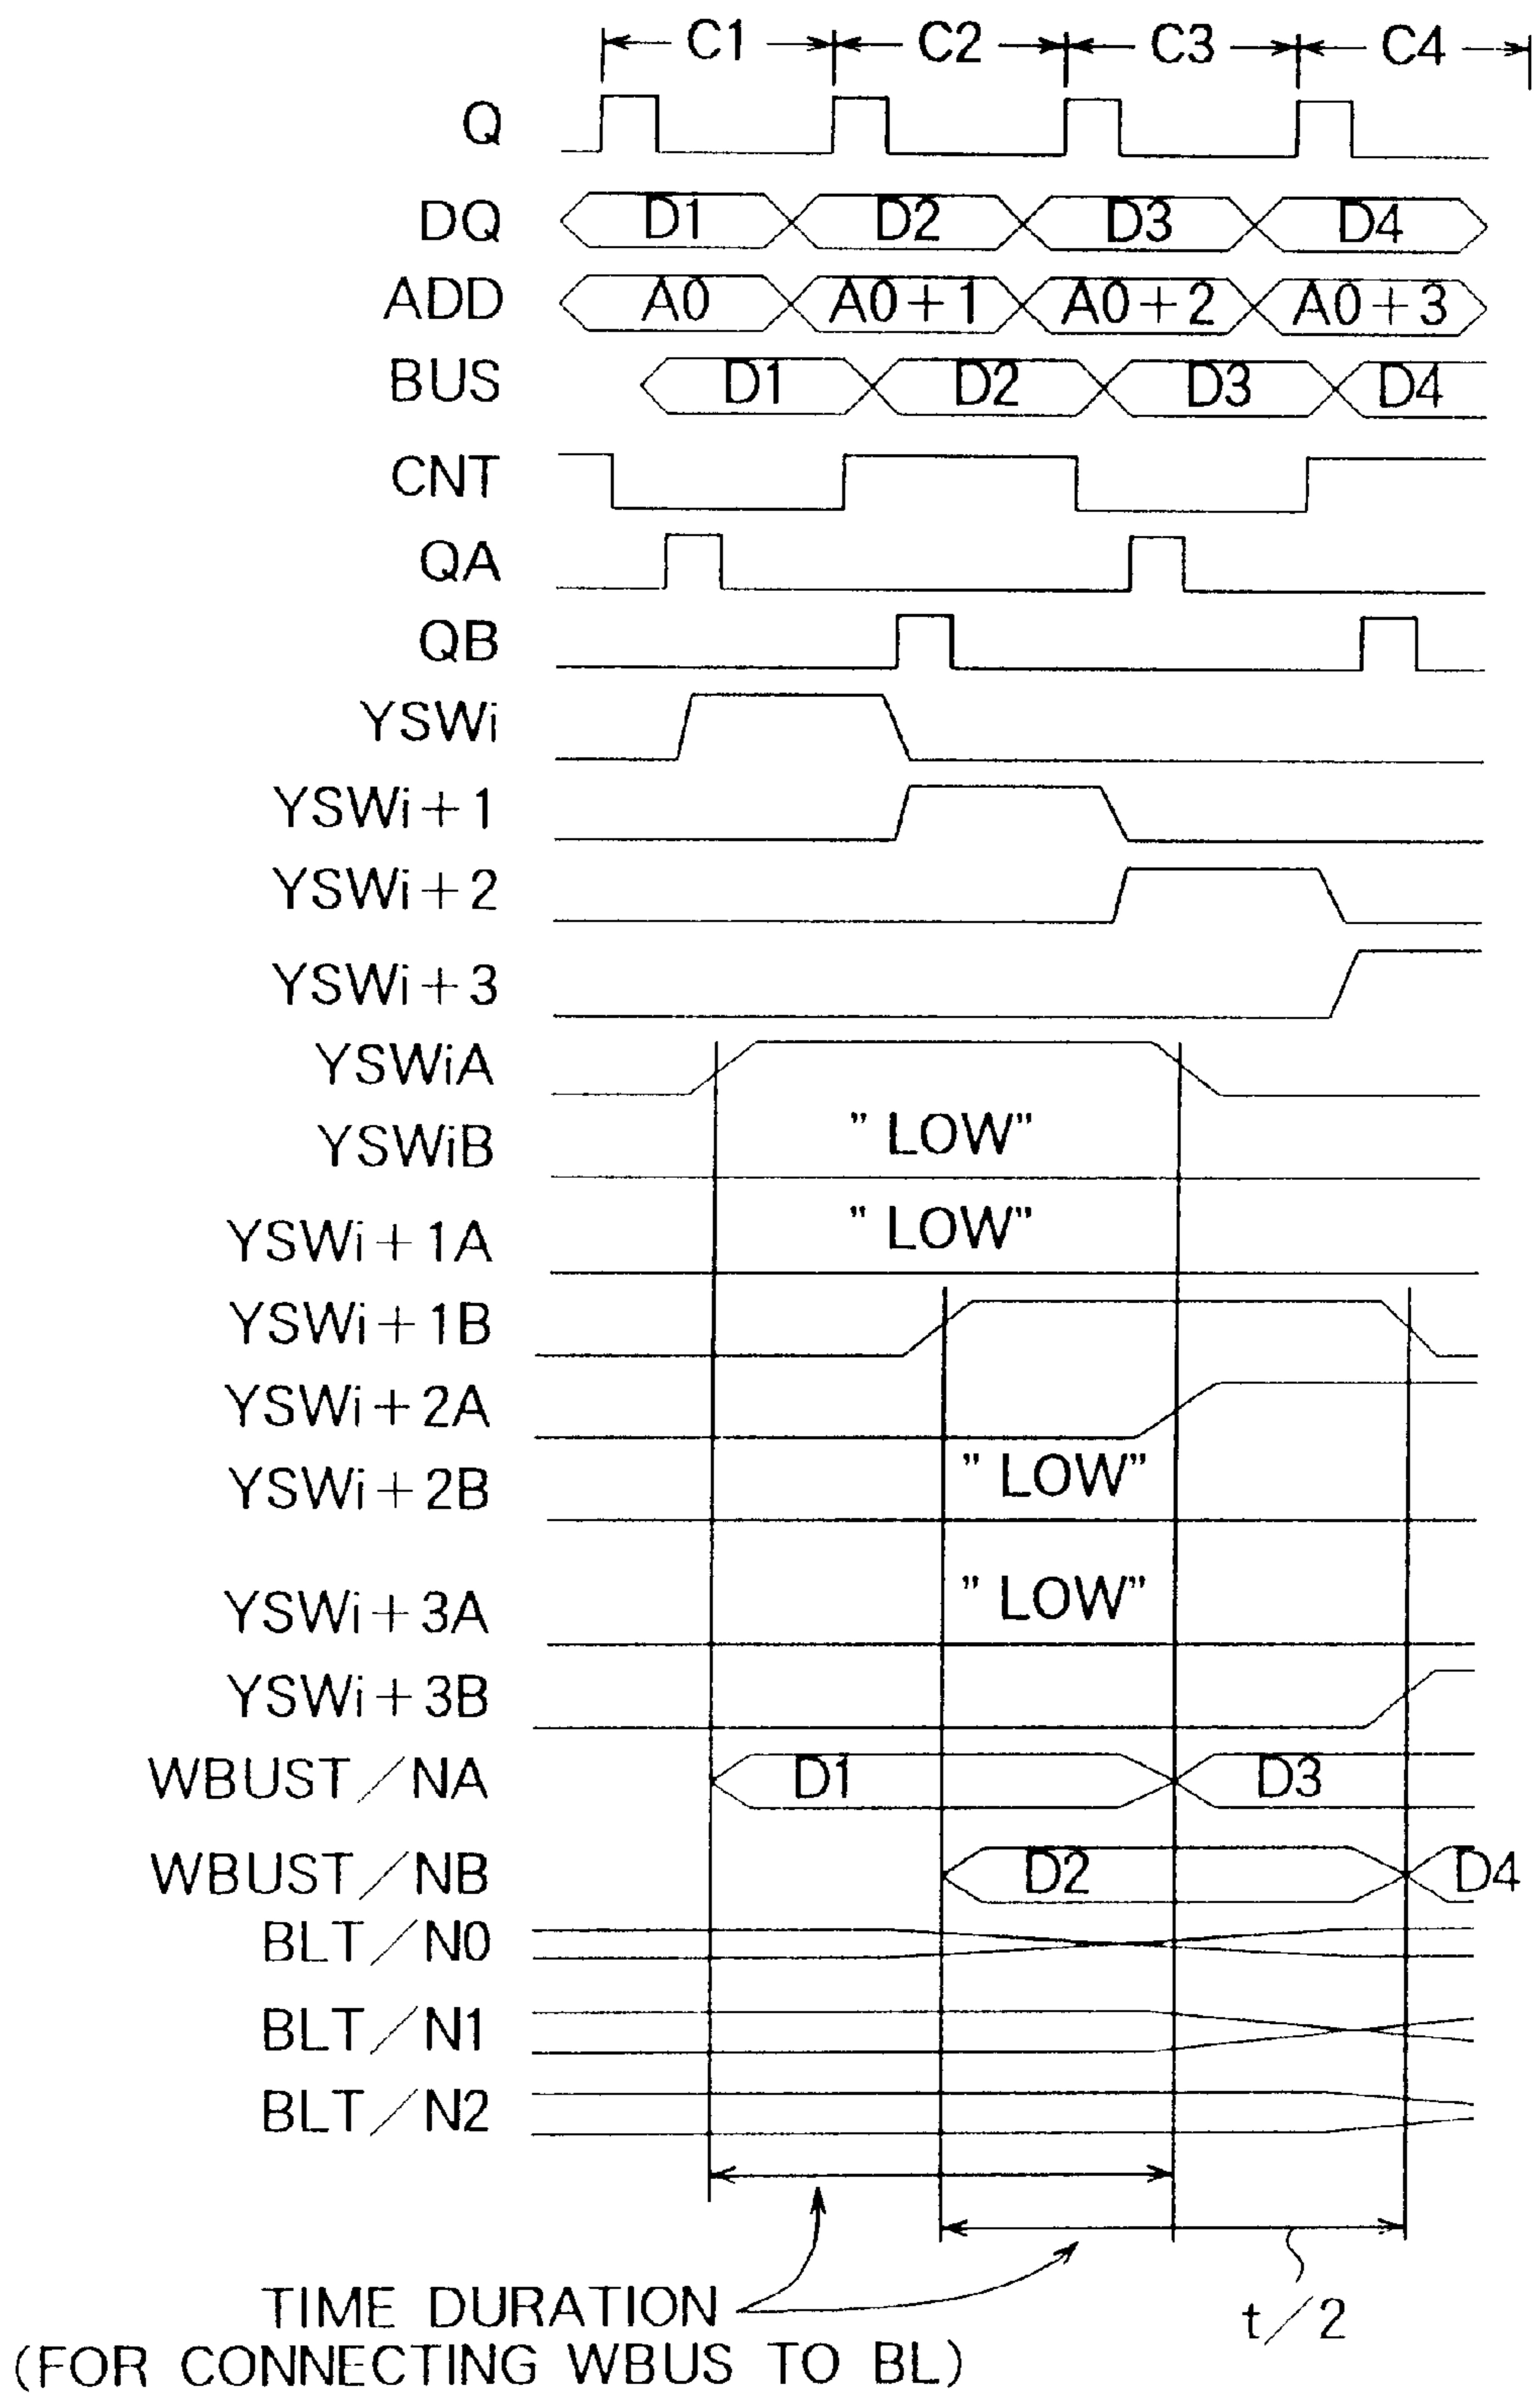 C1 C2 C3 C4
Q
DQ D1 D2 D3 D4
ADD A0 A0+1 A0+2 A0+3
BUS D1 D2 D3 D4
CNT
QA
QB
YSWi
YSWi+1
YSWi+2
YSWi+3
YSWiA
YSWiB " LOW"
YSWi+1A " LOW"
YSWi+1B
YSWi+2A
YSWi+2B " LOW"
YSWi+3A " LOW"
YSWi+3B
WBUST/NA D1 D3
WBUST/NB D2 D4
BLT/N0
BLT/N1
BLT/N2
TIME DURATION
(FOR CONNECTING WBUS TO BL)
t/2